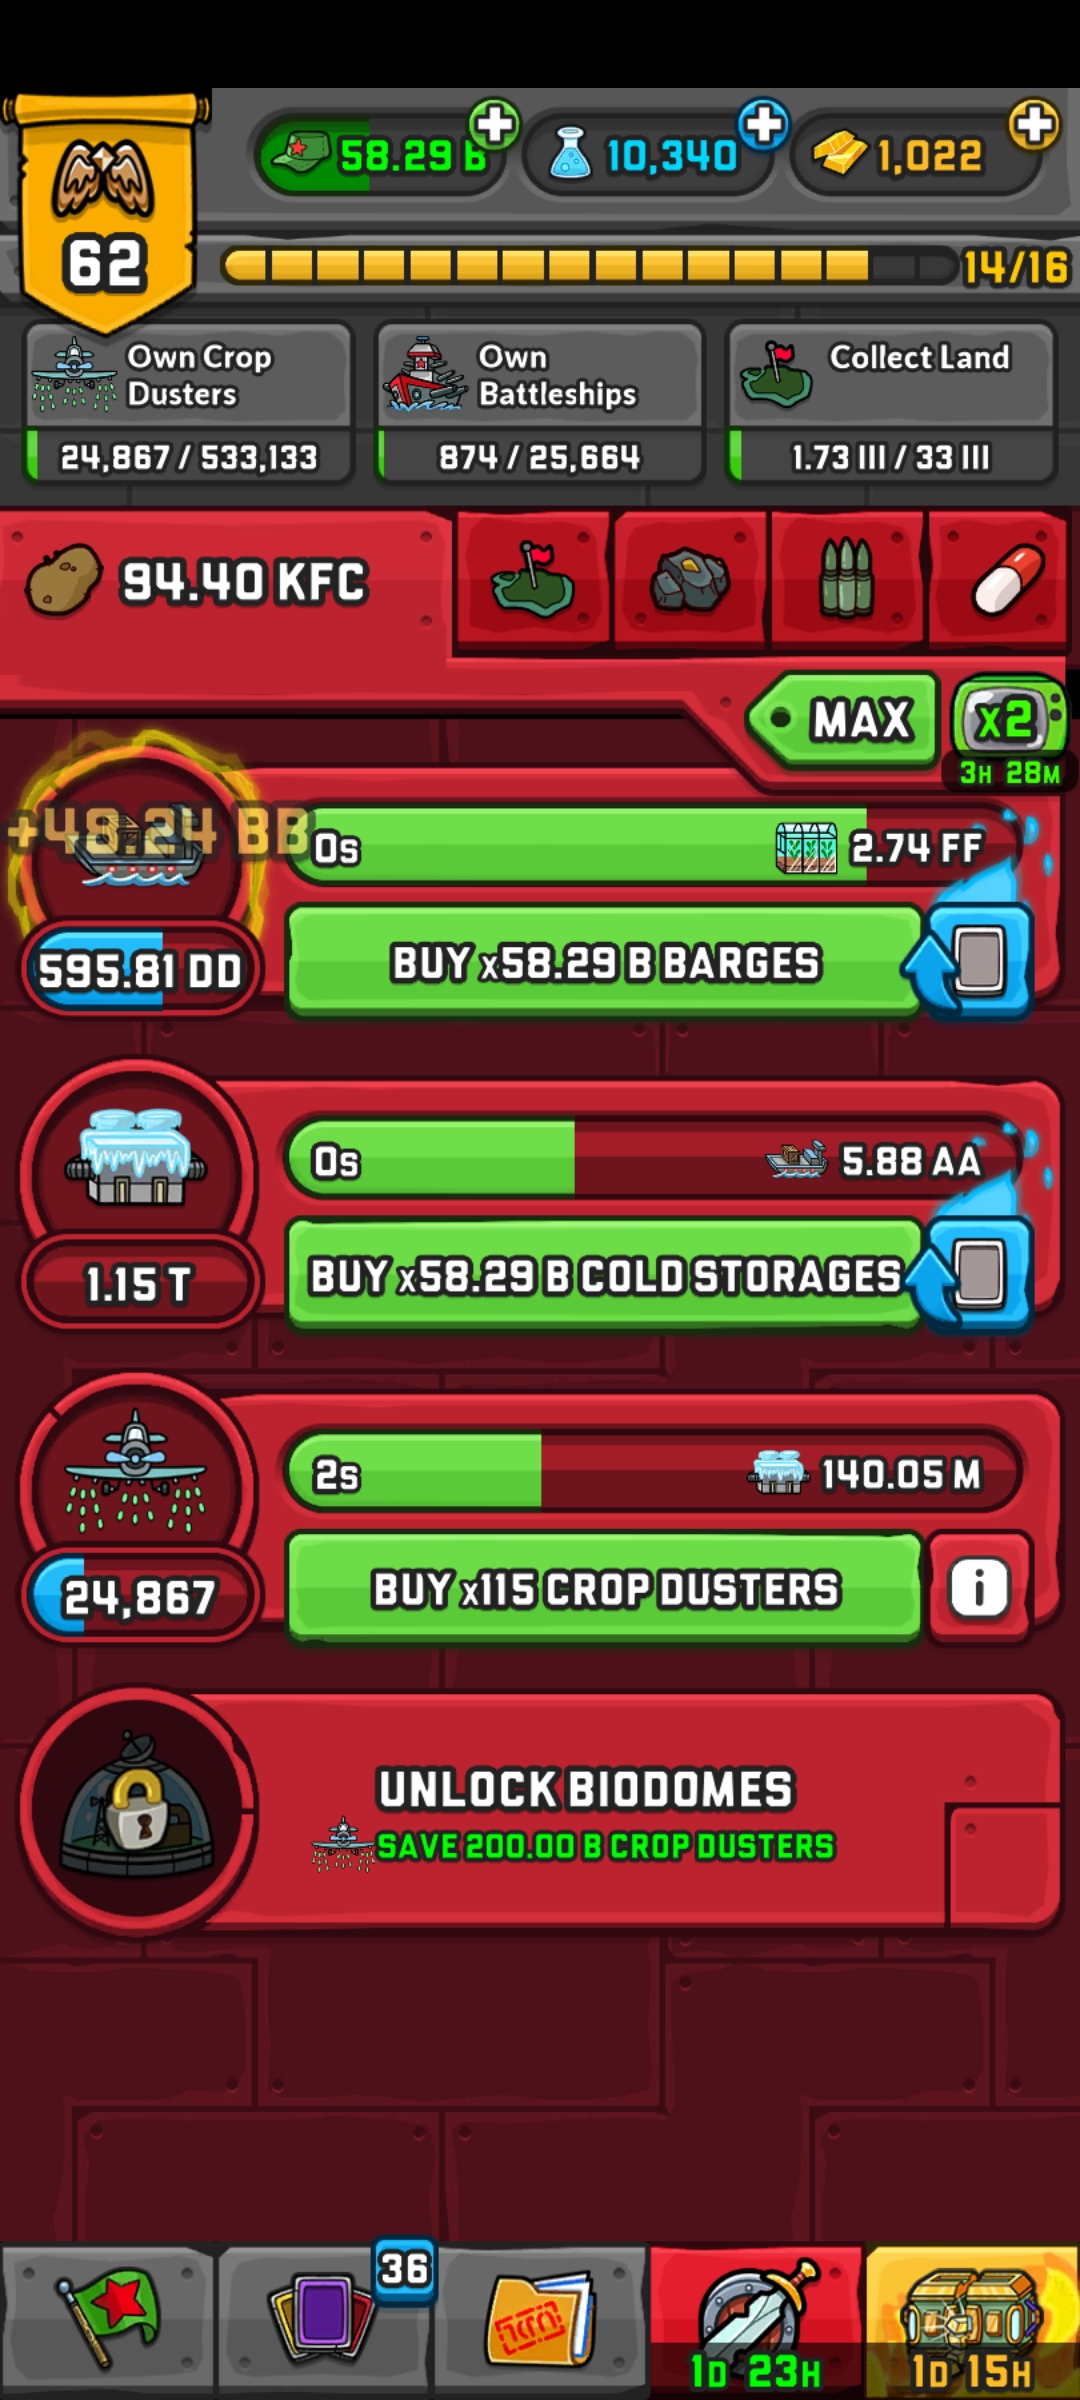 58.29 B
10,340
1,022
62
14/16
Own Crop
Dusters
Own
Battleships
Collect Land
24,867 / 533,133
874 / 25,664
1.73 III / 33 III
94.40 KFC
MAX
x2
3H 28M
+48.24 BB
0s
2.74 FF
595.81 DD
BUY x58.29 B BARGES
0s
5.88 AA
1.15 T
BUY x58.29 B COLD STORAGES
2s
140.05 M
24,867
BUY x115 CROP DUSTERS
i
UNLOCK BIODOMES
SAVE 200.00 B CROP DUSTERS
36
1D 23H
1D 15H